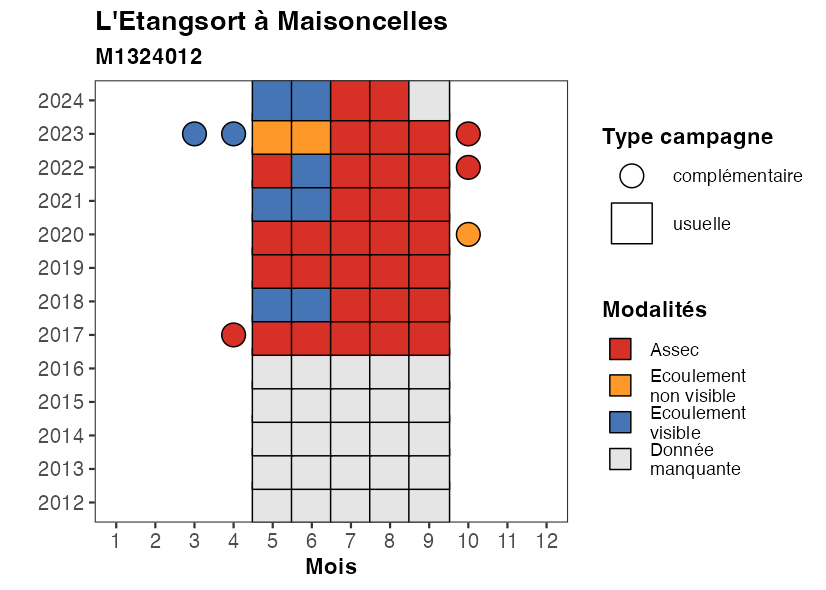 L'Etangsort à Maisoncelles
M1324012
2024
2023
2022
2021
2020
2019
2018
2017
2016
2015
2014
2013
2012
1 2 3 4 5 6 7 8 9 10 11 12
Mois
Type campagne
complémentaire
usuelle
Modalités
Assec
Ecoulement
non visible
Ecoulement
visible
Donnée
manquante